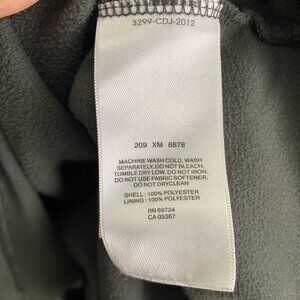 3299-CDJ-2012
209 XM 6878
MACHINE WASH COLD, WASH
SEPARATELY, DO NOT BLEACH,
TUMBLE DRY LOW, DO NOT IRON,
DO NOT USE FABRIC SOFTENER.
DO NOT DRYCLEAN
SHELL : 100% POLYESTER
LINING : 100% POLYESTER
RN 69724
CA 05367